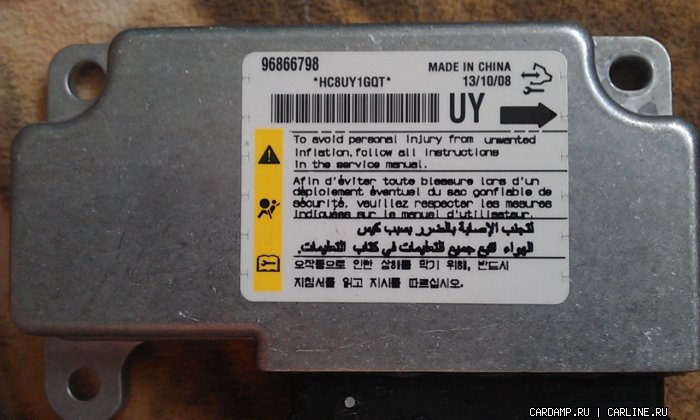 96866798
MADE IN CHINA
*HC8UY1GQT*
13/10/08
UY
To avoid personal injury from unwanted
inflation, follow all instructions
in the service manual.
Afin d'éviter toute blessure lors d'un
déploiement éventuel du sac gonflable de
sécurité, veuillez respecter les mesures
indiquées sur le manuel d'utilisateur.
لتجنب الإصابة بالضرر بسبب كيس
الهواء اتبع جميع التعليمات في كتاب التعليمات.
오작동으로 인한 상해를 막기 위해, 반드시
지침서를 읽고 지시를 따르십시오.
CARDAMP.RU | CARLINE.RU